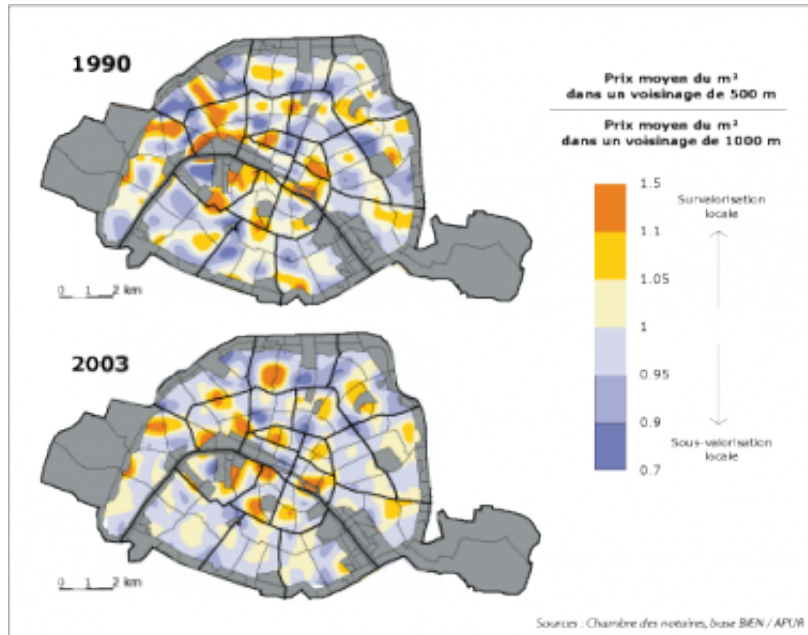 1990
Prix moyen du m²
dans un voisinage de 500 m
Prix moyen du m²
dans un voisinage de 1000 m
1.5
Survalorisation
locale
1.1
1.05
1
0.95
0.9
Sous-valorisation
locale
0.7
0 1 2 km
2003
0 1 2 km
Sources : Chambre des notaires, base BIEN / APUR